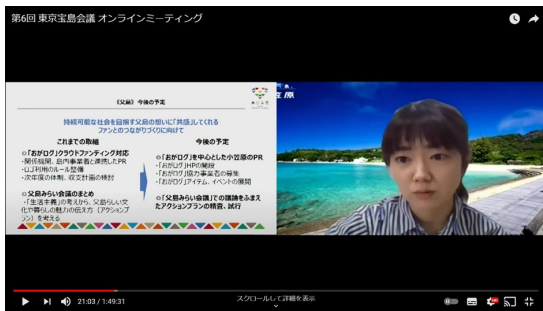 第6回 東京宝島会議 オンラインミーティング
《父島》 今後の予定
持続可能な社会を目指す父島の想いに「共感」してくれる
ファンとのつながりづくりに向けて
これまでの取組
◎「おがログ」クラウドファンディング対応
・関係機関、島内事業者と連携したPR
・ロゴ利用のルール整備
・次年度の体制、収支計画の検討
◎父島みらい会議のまとめ
・「生活主義」の考えから、父島らしい文
化や暮らしの魅力の伝え方（アクションプ
ラン）を考える
今後の予定
◎「おがログ」を中心とした小笠原のPR
・「おがログ」HPの開設
・「おがログ」協力事業者の募集
・「おがログ」アイテム、イベントの展開
◎「父島みらい会議」での議論をふまえ
たアクションプランの精査、試行
笠原
21:03 / 1:49:31
スクロールして詳細を表示